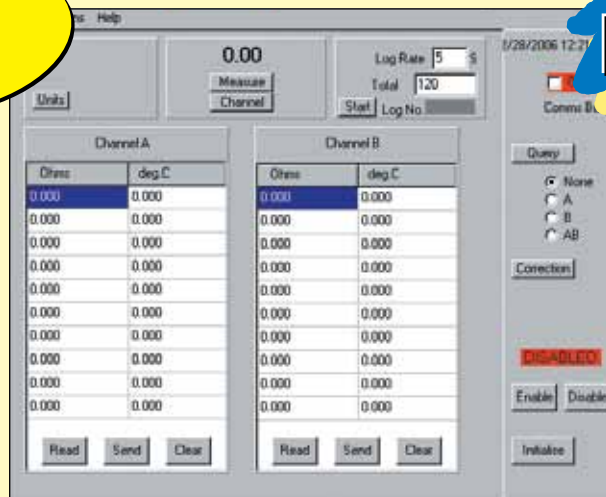 Help
/28/2006 12:21
0.00
Log Rate 5 S
Measure
Total 120
Units
Channel
Start Log No.
Comms
Channel A
Channel B
Query
Ohms deg.C
Ohms deg.C
None
0.000 0.000 0.000 0.000
A
0.000 0.000 0.000 0.000
B
0.000 0.000 0.000 0.000
AB
0.000 0.000 0.000 0.000
Correction
0.000 0.000 0.000 0.000
0.000 0.000 0.000 0.000
0.000 0.000 0.000 0.000
0.000 0.000 0.000 0.000
DISABLED
0.000 0.000 0.000 0.000
Enable Disable
0.000 0.000 0.000 0.000
Read Send Clear
Read Send Clear
Initialise